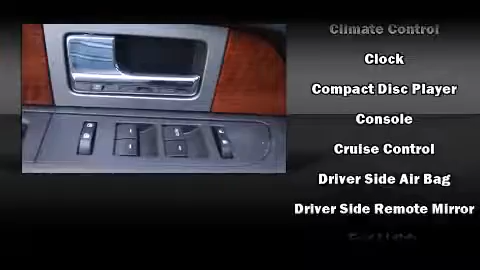 Climate Control
Clock
Compact Disc Player
Console
Cruise Control
Driver Side Air Bag
Driver Side Remote Mirror